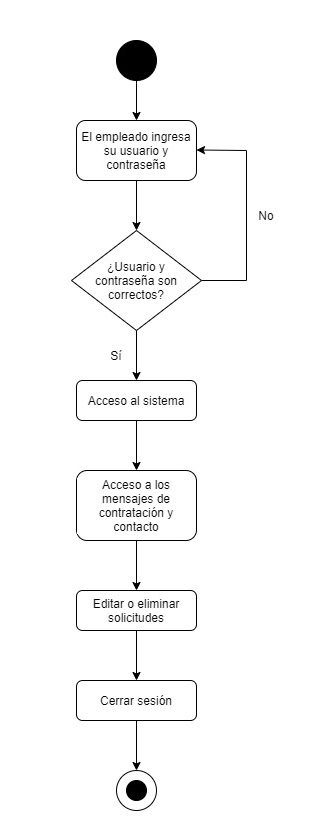 El empleado ingresa
su usuario y
contraseña
No
¿Usuario y
contraseña son
correctos?
Sí
Acceso al sistema
Acceso a los
mensajes de
contratación y
contacto
Editar o eliminar
solicitudes
Cerrar sesión